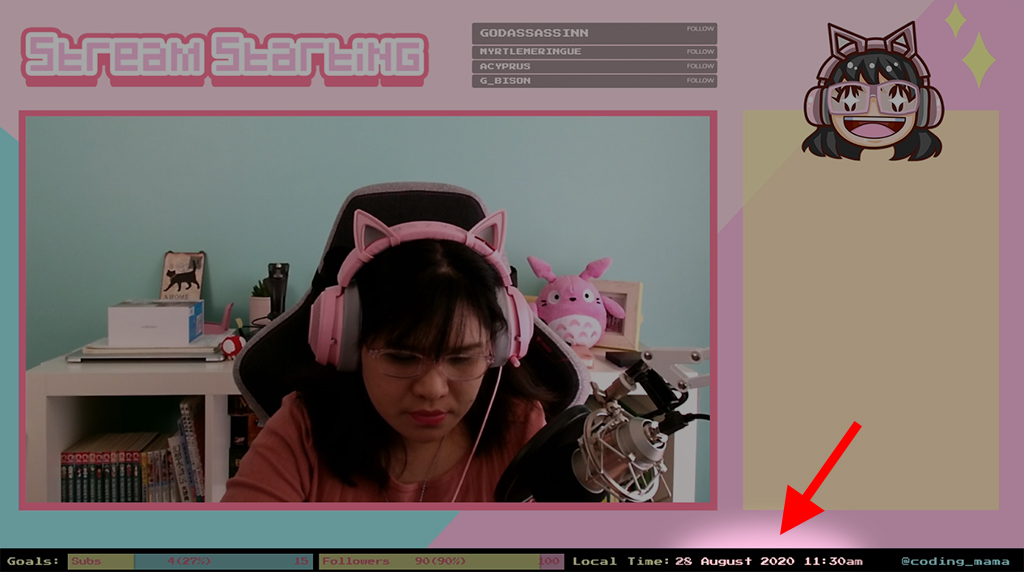 Stream Starting
GODASSASSINN FOLLOW
MYRTLEMERINGUE FOLLOW
ACYPRUS FOLLOW
G_BISON FOLLOW
Goals: Subs 4(27%) 15 Followers 90(90%) 100 Local Time: 28 August 2020 11:30am @coding_mama